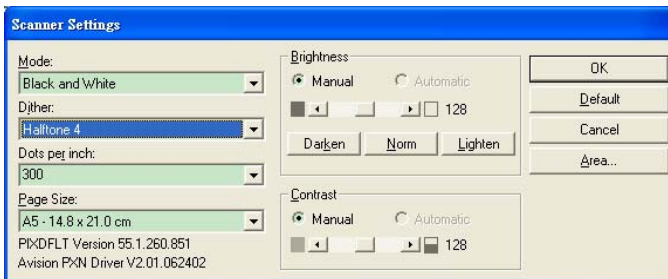 Scanner Settings
Mode:
Black and White
Dither:
Halftone 4
Dots per inch:
300
Page Size:
A5 - 14.8 x 21.0 cm
PIXDFLT Version 55.1.260.851
Avision PXN Driver V2.01.062402
Brightness
Manual Automatic
128
Darken Norm Lighten
Contrast
Manual Automatic
128
OK
Default
Cancel
Area...